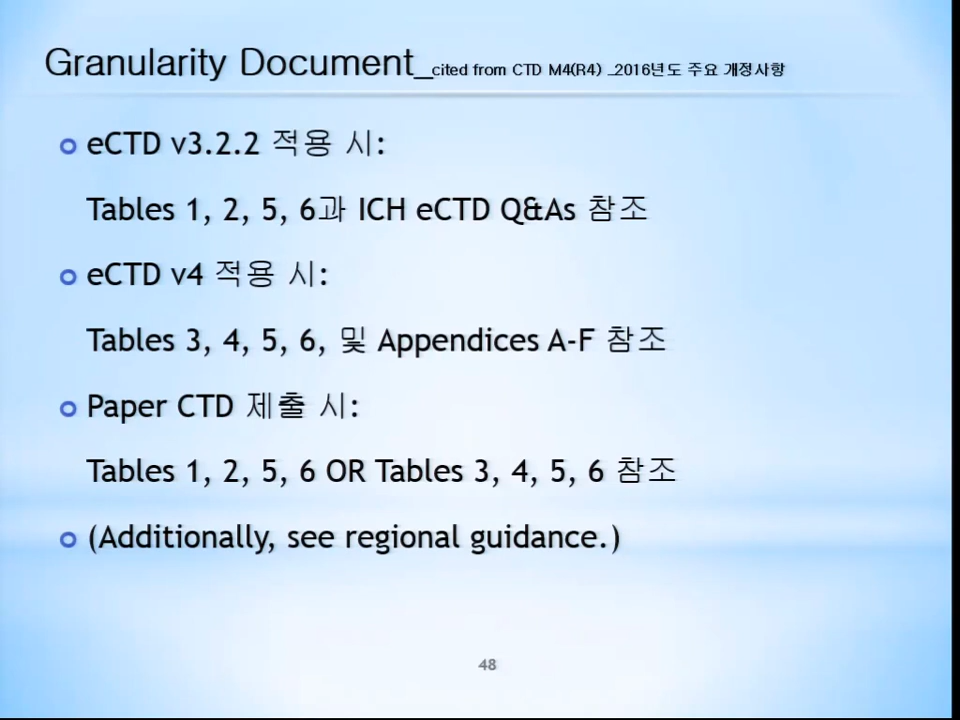 Granularity Document_cited from CTD M4(R4) _2016년도 주요 개정사항
eCTD v3.2.2 적용 시:
Tables 1, 2, 5, 6과 ICH eCTD Q&As 참조
eCTD v4 적용 시:
Tables 3, 4, 5, 6, 및 Appendices A-F 참조
Paper CTD 제출 시:
Tables 1, 2, 5, 6 OR Tables 3, 4, 5, 6 참조
(Additionally, see regional guidance.)
48